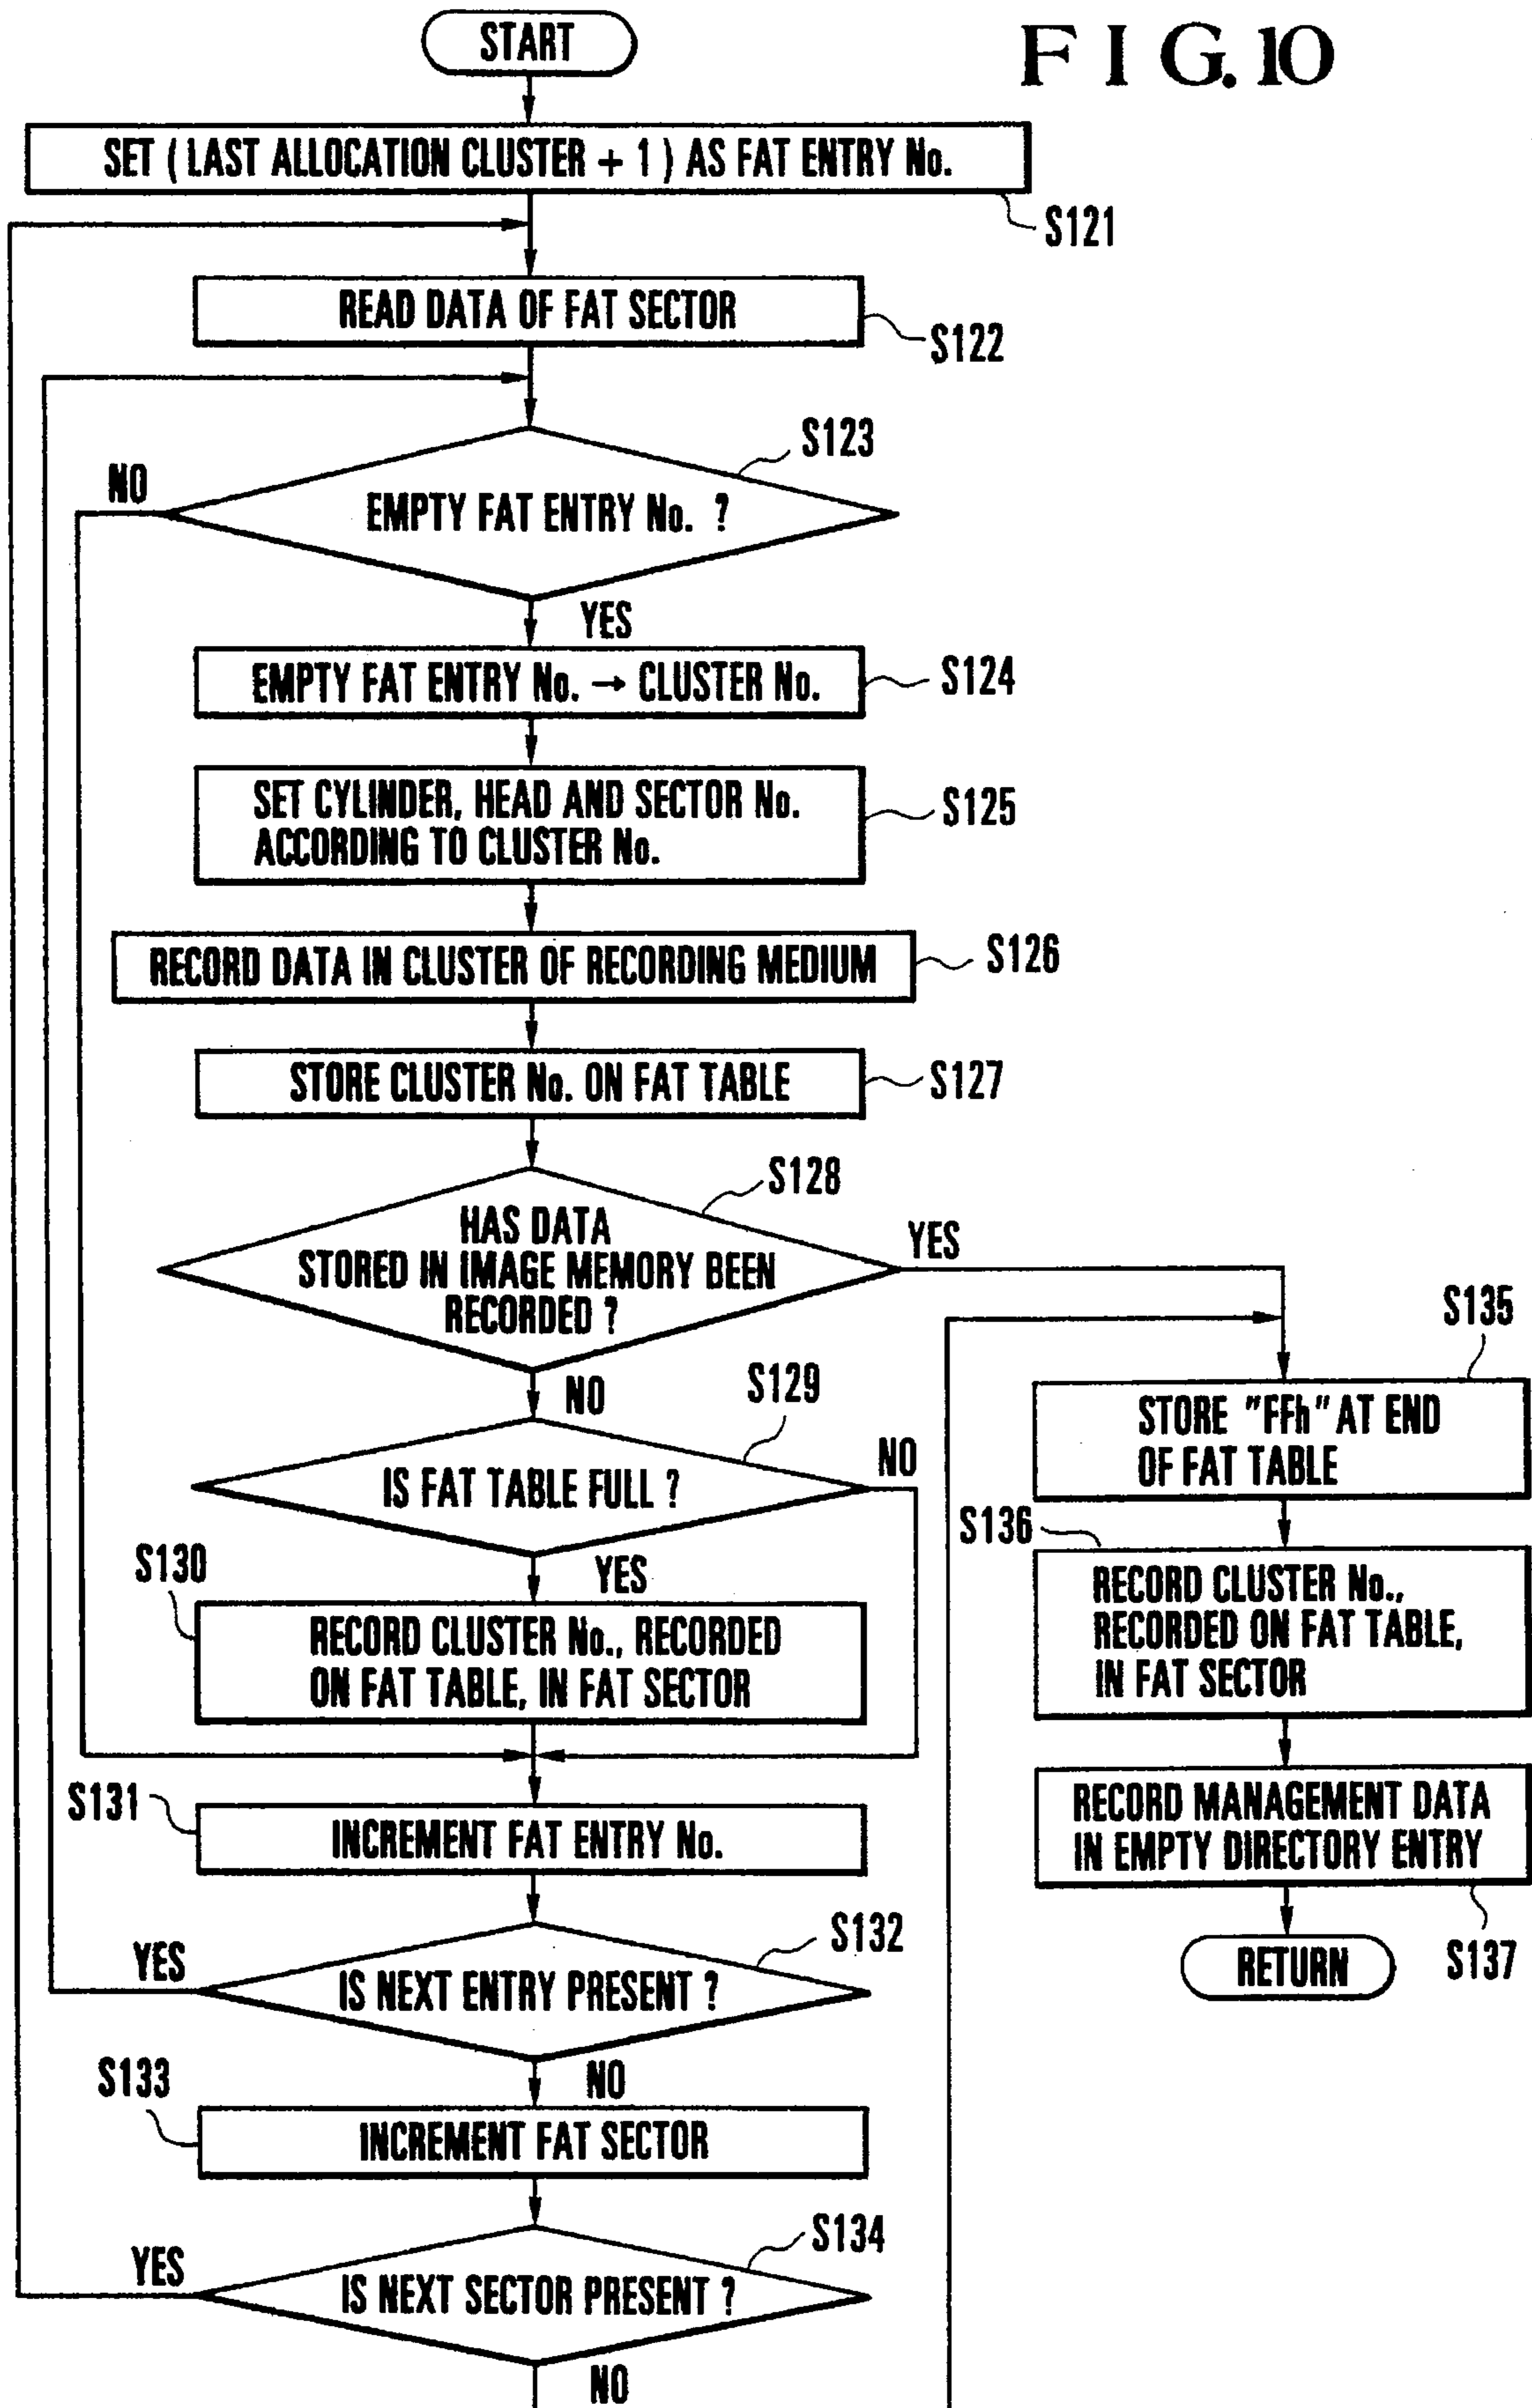 START
FIG.10
SET ( LAST ALLOCATION CLUSTER + 1 ) AS FAT ENTRY No.
S121
READ DATA OF FAT SECTOR
S122
S123
NO
EMPTY FAT ENTRY No. ?
YES
EMPTY FAT ENTRY No. → CLUSTER No.
S124
SET CYLINDER, HEAD AND SECTOR No.
ACCORDING TO CLUSTER No.
S125
RECORD DATA IN CLUSTER OF RECORDING MEDIUM
S126
STORE CLUSTER No. ON FAT TABLE
S127
S128
HAS DATA
STORED IN IMAGE MEMORY BEEN
RECORDED ?
YES
NO
S129
IS FAT TABLE FULL ?
NO
YES
S130
RECORD CLUSTER No., RECORDED
ON FAT TABLE, IN FAT SECTOR
S131
INCREMENT FAT ENTRY No.
S132
YES
IS NEXT ENTRY PRESENT ?
NO
S133
INCREMENT FAT SECTOR
S134
YES
IS NEXT SECTOR PRESENT ?
NO
S135
STORE "FFh" AT END
OF FAT TABLE
S136
RECORD CLUSTER No.,
RECORDED ON FAT TABLE,
IN FAT SECTOR
RECORD MANAGEMENT DATA
IN EMPTY DIRECTORY ENTRY
S137
RETURN